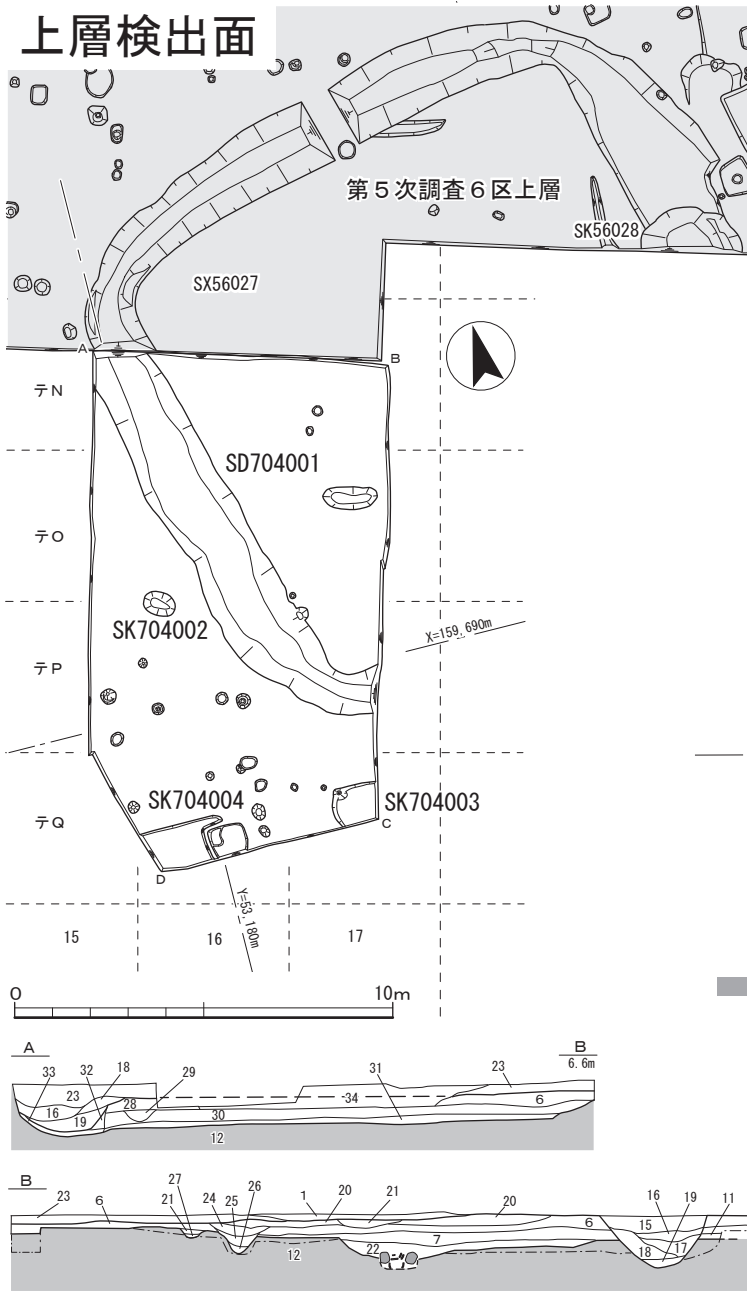 上層検出面
第5次調査6区上層
SK56028
SX56027
A
B
テN
SD704001
テO
SK704002
X=159,690m
テP
SK704004
SK704003
テQ
C
D
Y=53,180m
15 16 17
0 10m
A B
6.6m
33 32 18 29 31 23
23 28 34 6
16 19 30
12
B
23 6 27 21 24 25 26 1 20 21 20 16 19 11
6 15
7
12 22 18 17